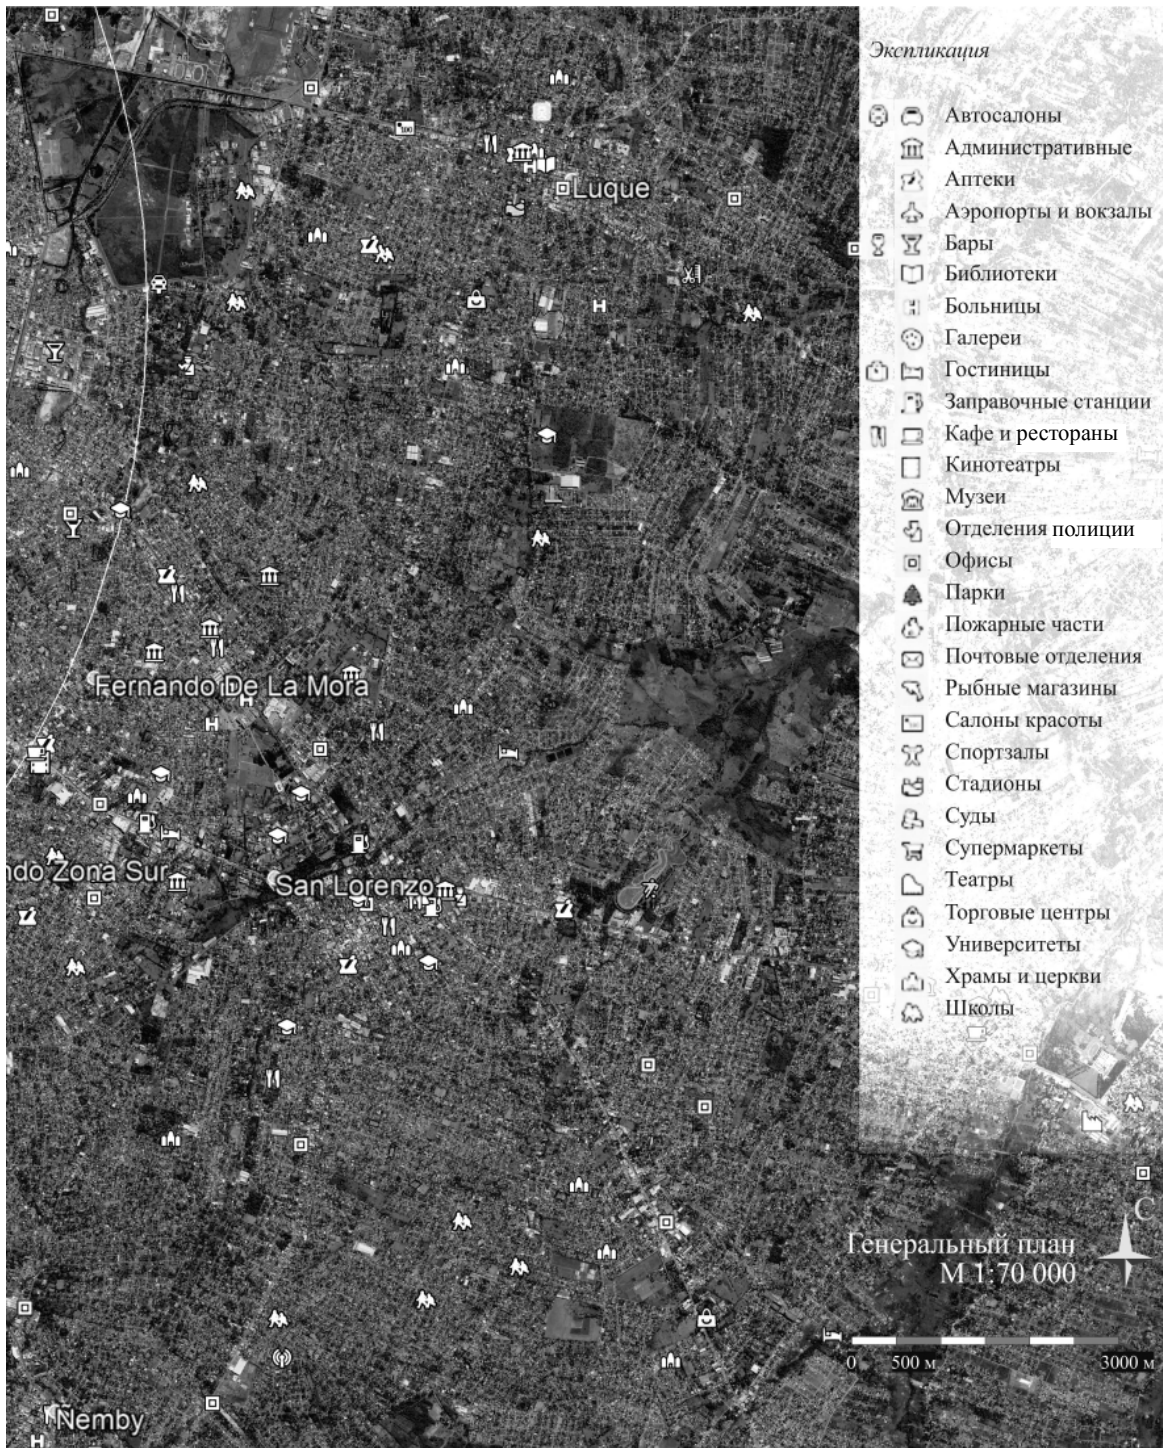 Экспликация
Автосалоны
Административные
Аптеки
Аэропорты и вокзалы
Бары
Библиотеки
Больницы
Галереи
Гостиницы
Заправочные станции
Кафе и рестораны
Кинотеатры
Музеи
Отделения полиции
Офисы
Парки
Пожарные части
Почтовые отделения
Рыбные магазины
Салоны красоты
Спортзалы
Стадионы
Суды
Супермаркеты
Театры
Торговые центры
Университеты
Храмы и церкви
Школы
Luque
Fernando De La Mora
ndo Zona Sur
San Lorenzo
Ñemby
С
Генеральный план
М 1:70 000
0 500 м 3000 м